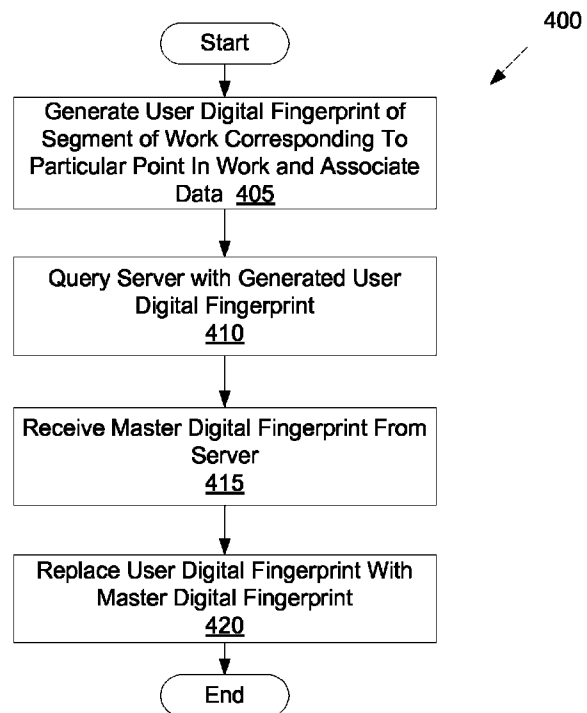 400
Start
Generate User Digital Fingerprint of
Segment of Work Corresponding To
Particular Point In Work and Associate
Data 405
Query Server with Generated User
Digital Fingerprint
410
Receive Master Digital Fingerprint From
Server
415
Replace User Digital Fingerprint With
Master Digital Fingerprint
420
End